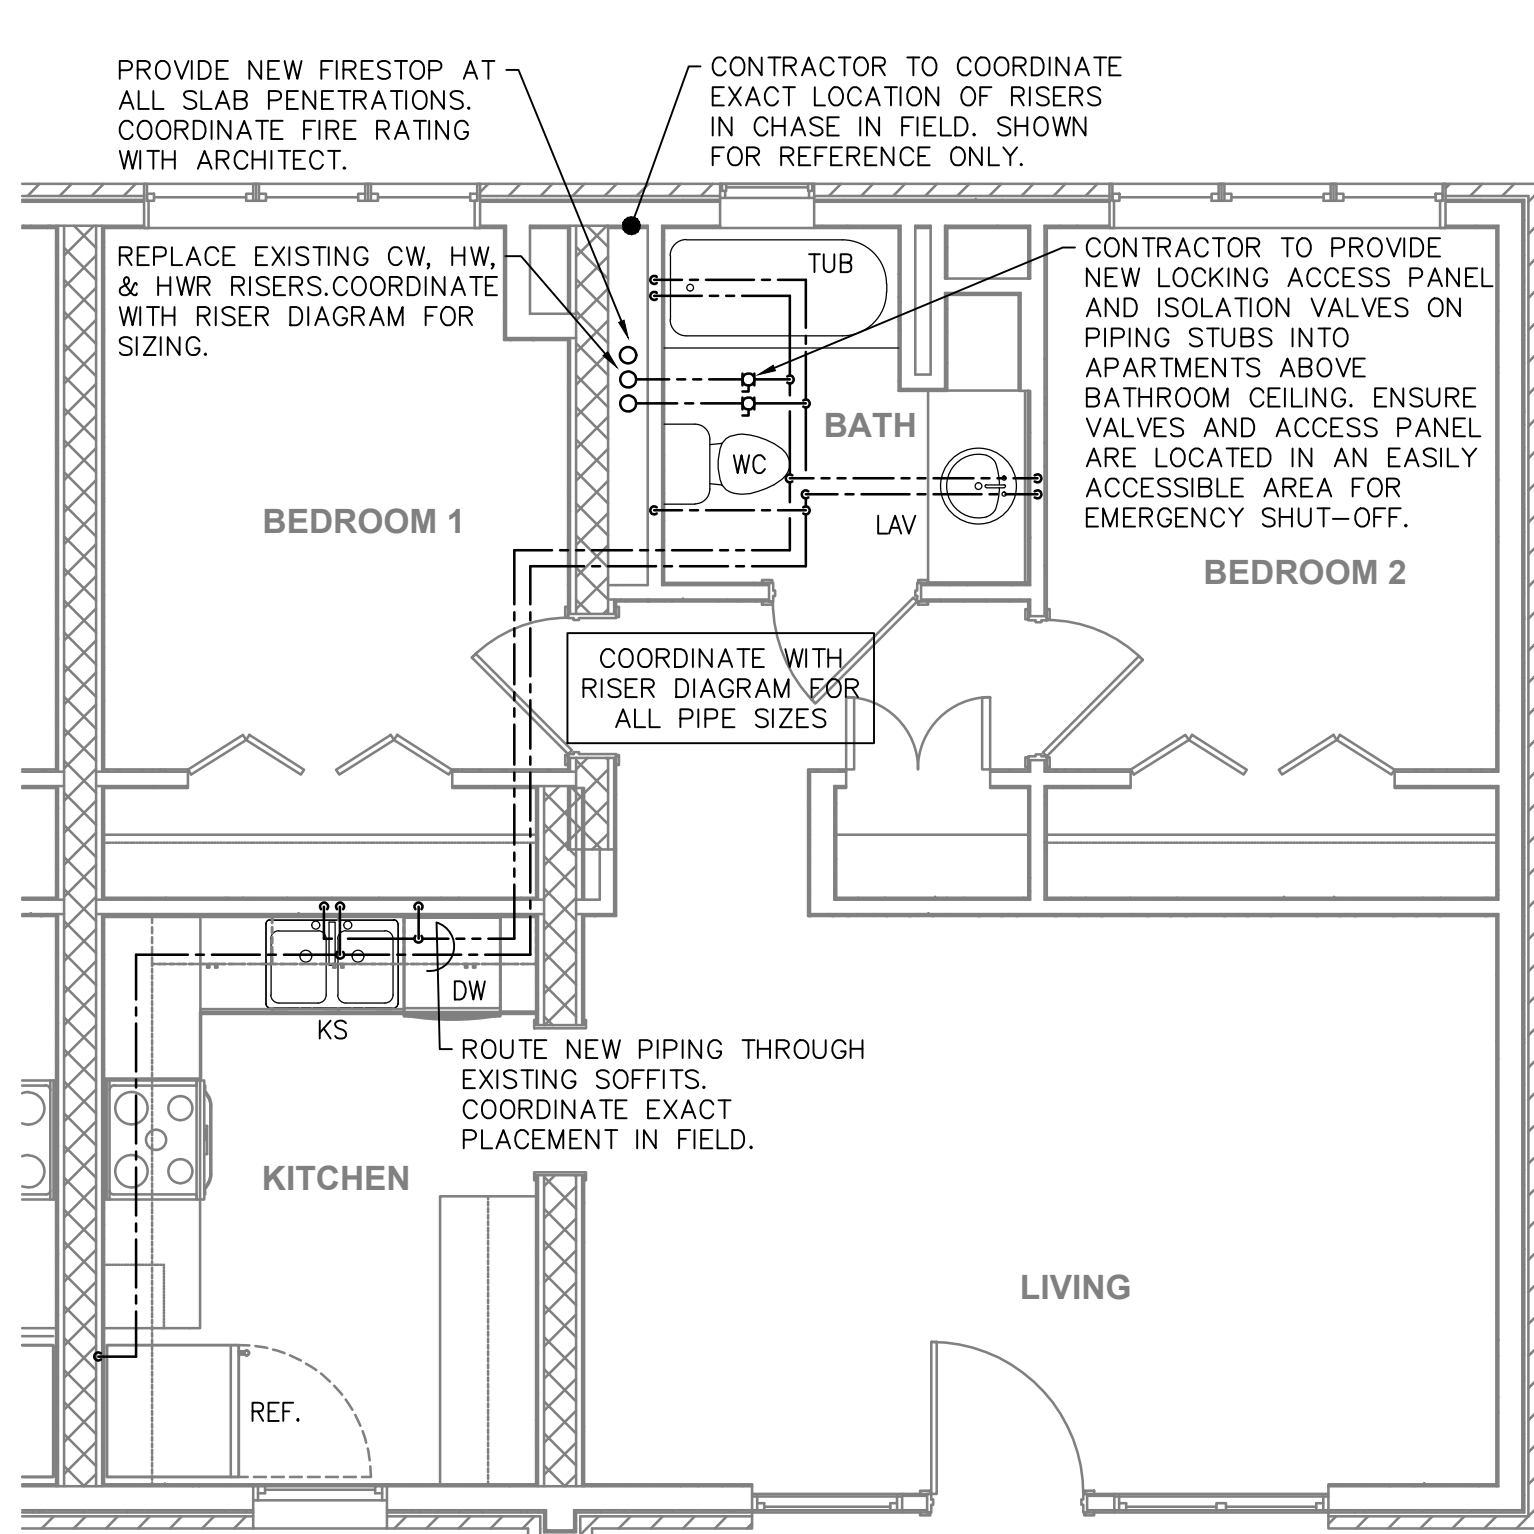 PROVIDE NEW FIRESTOP AT
ALL SLAB PENETRATIONS.
COORDINATE FIRE RATING
WITH ARCHITECT.
CONTRACTOR TO COORDINATE
EXACT LOCATION OF RISERS
IN CHASE IN FIELD. SHOWN
FOR REFERENCE ONLY.
REPLACE EXISTING CW, HW,
& HWR RISERS.COORDINATE
WITH RISER DIAGRAM FOR
SIZING.
TUB
CONTRACTOR TO PROVIDE
NEW LOCKING ACCESS PANEL
AND ISOLATION VALVES ON
PIPING STUBS INTO
APARTMENTS ABOVE
BATHROOM CEILING. ENSURE
VALVES AND ACCESS PANEL
ARE LOCATED IN AN EASILY
ACCESSIBLE AREA FOR
EMERGENCY SHUT-OFF.
BATH
WC
LAV
BEDROOM 1
BEDROOM 2
COORDINATE WITH
RISER DIAGRAM FOR
ALL PIPE SIZES
DW
KS
ROUTE NEW PIPING THROUGH
EXISTING SOFFITS.
COORDINATE EXACT
PLACEMENT IN FIELD.
KITCHEN
LIVING
REF.